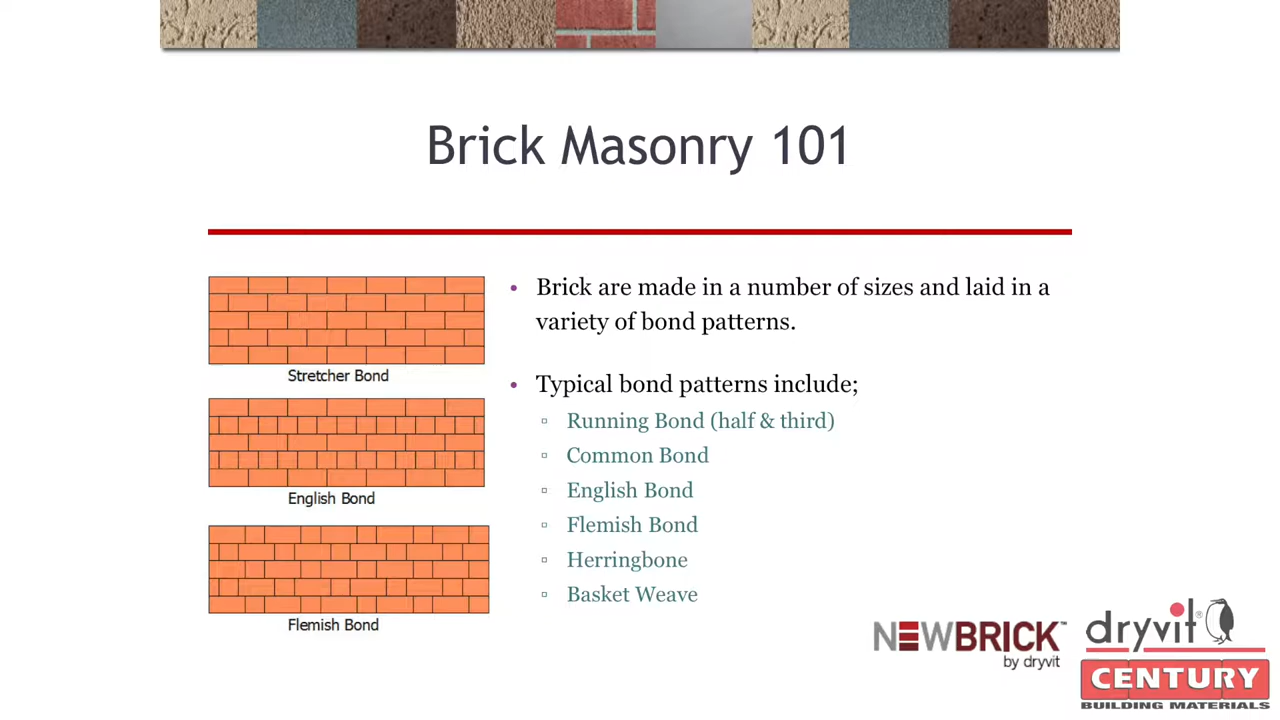 Brick Masonry 101
Stretcher Bond
English Bond
Flemish Bond
• Brick are made in a number of sizes and laid in a
variety of bond patterns.
• Typical bond patterns include;
▫ Running Bond (half & third)
▫ Common Bond
▫ English Bond
▫ Flemish Bond
▫ Herringbone
▫ Basket Weave
NEWBRICK™
by dryvit
dryvit®
CENTURY
BUILDING MATERIALS